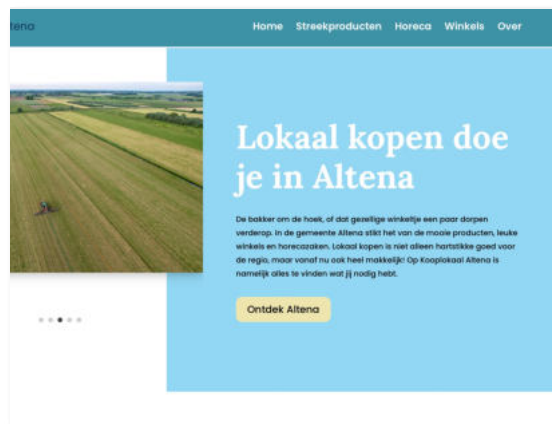 tena
Home Streekproducten Horeca Winkels Over
Lokaal kopen doe
je in Altena
De bakker om de hoek, of dat gezellige winkeltje een paar dorpen
verderop. In de gemeente Altena stikt het van de mooie producten, leuke
winkels en horecazaken. Lokaal kopen is niet alleen hartstikke goed voor
de regio, maar vanaf nu ook heel makkelijk! Op Kooplokaal Altena is
namelijk alles te vinden wat jij nodig hebt.
Ontdek Altena